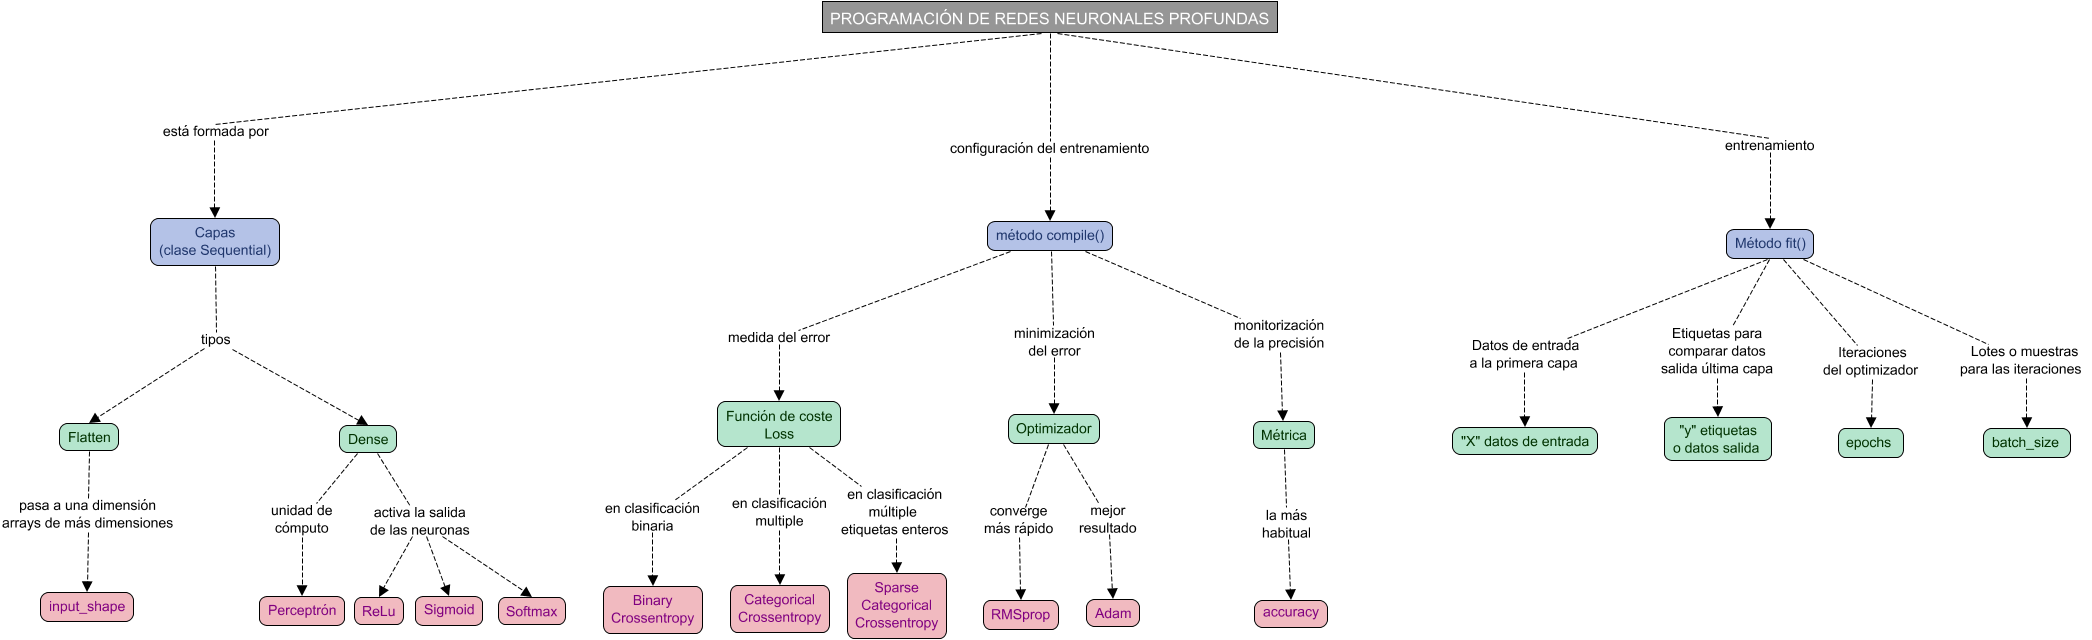 PROGRAMACIÓN DE REDES NEURONALES PROFUNDAS
está formada por
configuración del entrenamiento
entrenamiento
Capas
(clase Sequential)
método compile()
Método fit()
tipos
medida del error
minimización
del error
monitorización
de la precisión
Datos de entrada
a la primera capa
Etiquetas para
comparar datos
salida última capa
Iteraciones
del optimizador
Lotes o muestras
para las iteraciones
Flatten
Dense
Función de coste
Loss
Optimizador
Métrica
"X" datos de entrada
"y" etiquetas
o datos salida
epochs
batch_size
pasa a una dimensión
arrays de más dimensiones
unidad de
cómputo
activa la salida
de las neuronas
en clasificación
binaria
en clasificación
multiple
en clasificación
múltiple
etiquetas enteros
converge
más rápido
mejor
resultado
la más
habitual
input_shape
Perceptrón
ReLu
Sigmoid
Softmax
Binary
Crossentropy
Categorical
Crossentropy
Sparse
Categorical
Crossentropy
RMSprop
Adam
accuracy